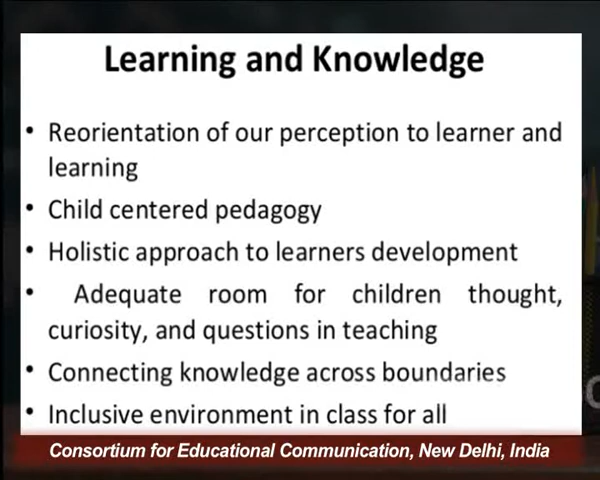 Learning and Knowledge
• Reorientation of our perception to learner and
learning
• Child centered pedagogy
• Holistic approach to learners development
• Adequate room for children thought,
curiosity, and questions in teaching
• Connecting knowledge across boundaries
• Inclusive environment in class for all
Consortium for Educational Communication, New Delhi, India